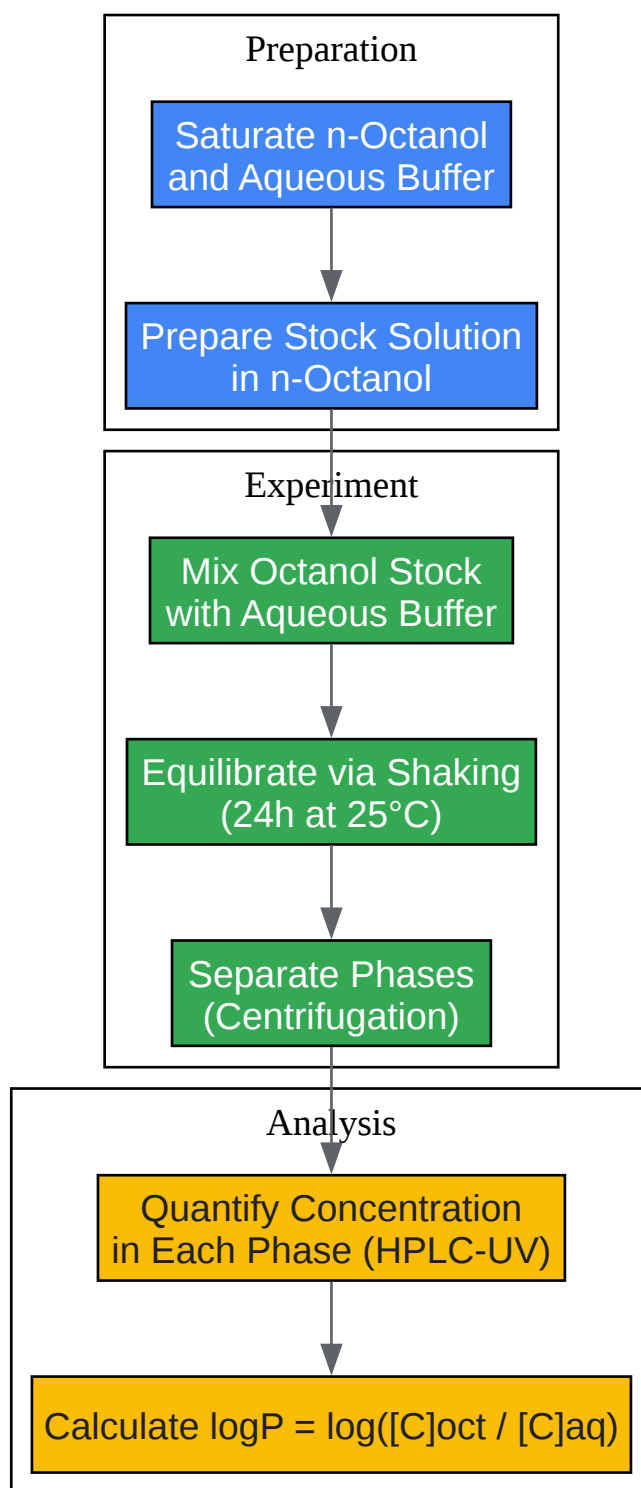 Preparation
Saturate n-Octanol
and Aqueous Buffer
Prepare Stock Solution
in n-Octanol
Experiment
Mix Octanol Stock
with Aqueous Buffer
Equilibrate via Shaking
(24h at 25°C)
Separate Phases
(Centrifugation)
Analysis
Quantify Concentration
in Each Phase (HPLC-UV)
Calculate logP = log([C]oct / [C]aq)